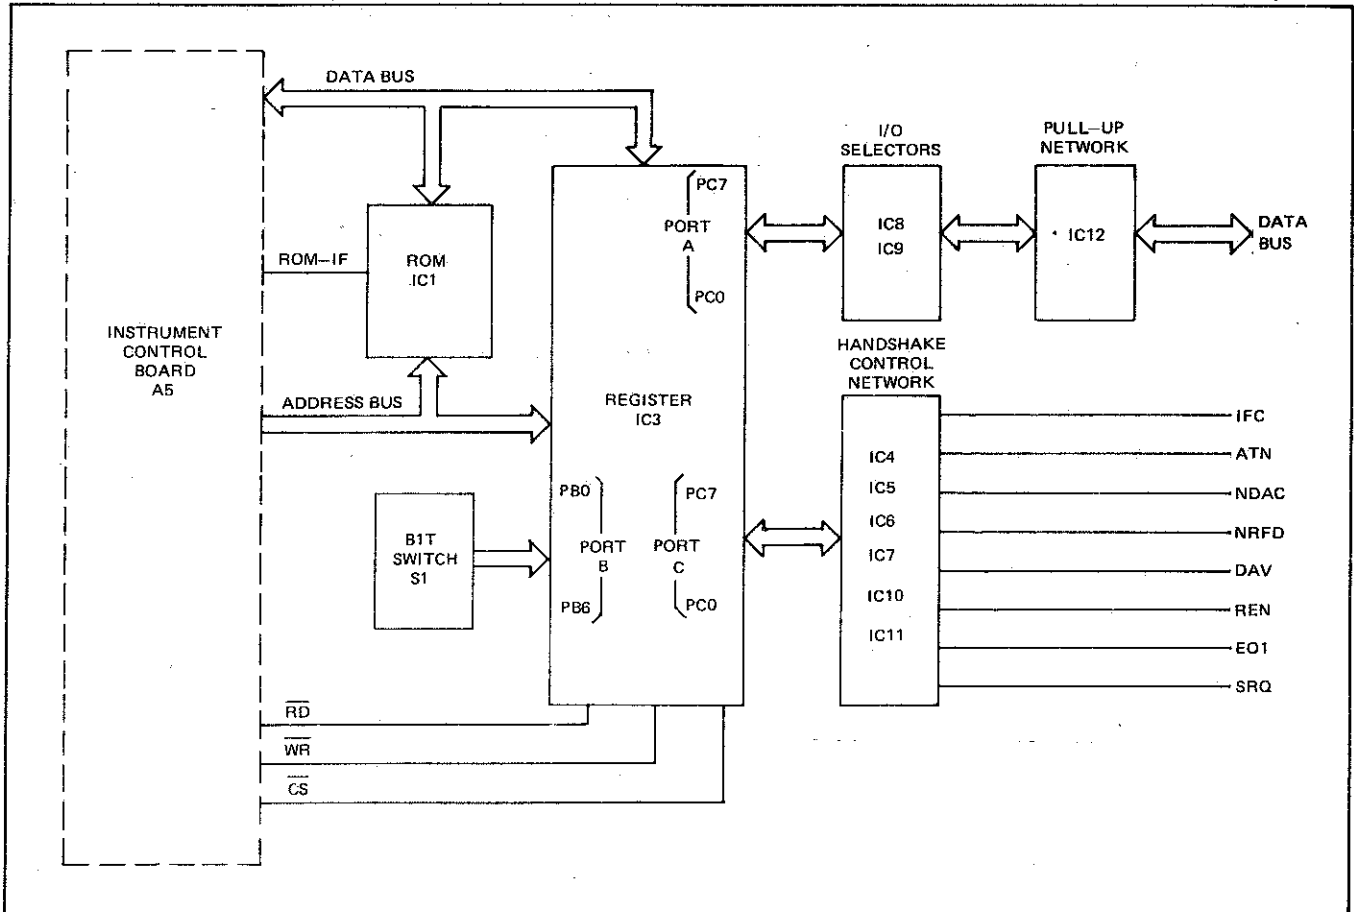 DATA BUS
I/O
SELECTORS
PULL-UP
NETWORK
PC7
PORT
A
PC0
IC8
IC9
IC12
DATA
BUS
ROM-IF
ROM
IC1
INSTRUMENT
CONTROL
BOARD
A5
HANDSHAKE
CONTROL
NETWORK
ADDRESS BUS
REGISTER
IC3
IC4
IC5
IC6
IC7
IC10
IC11
IFC
ATN
NDAC
NRFD
DAV
REN
EO1
SRQ
B1T
SWITCH
S1
PB0
PORT
B
PB6
PC7
PORT
C
PC0
RD
WR
CS